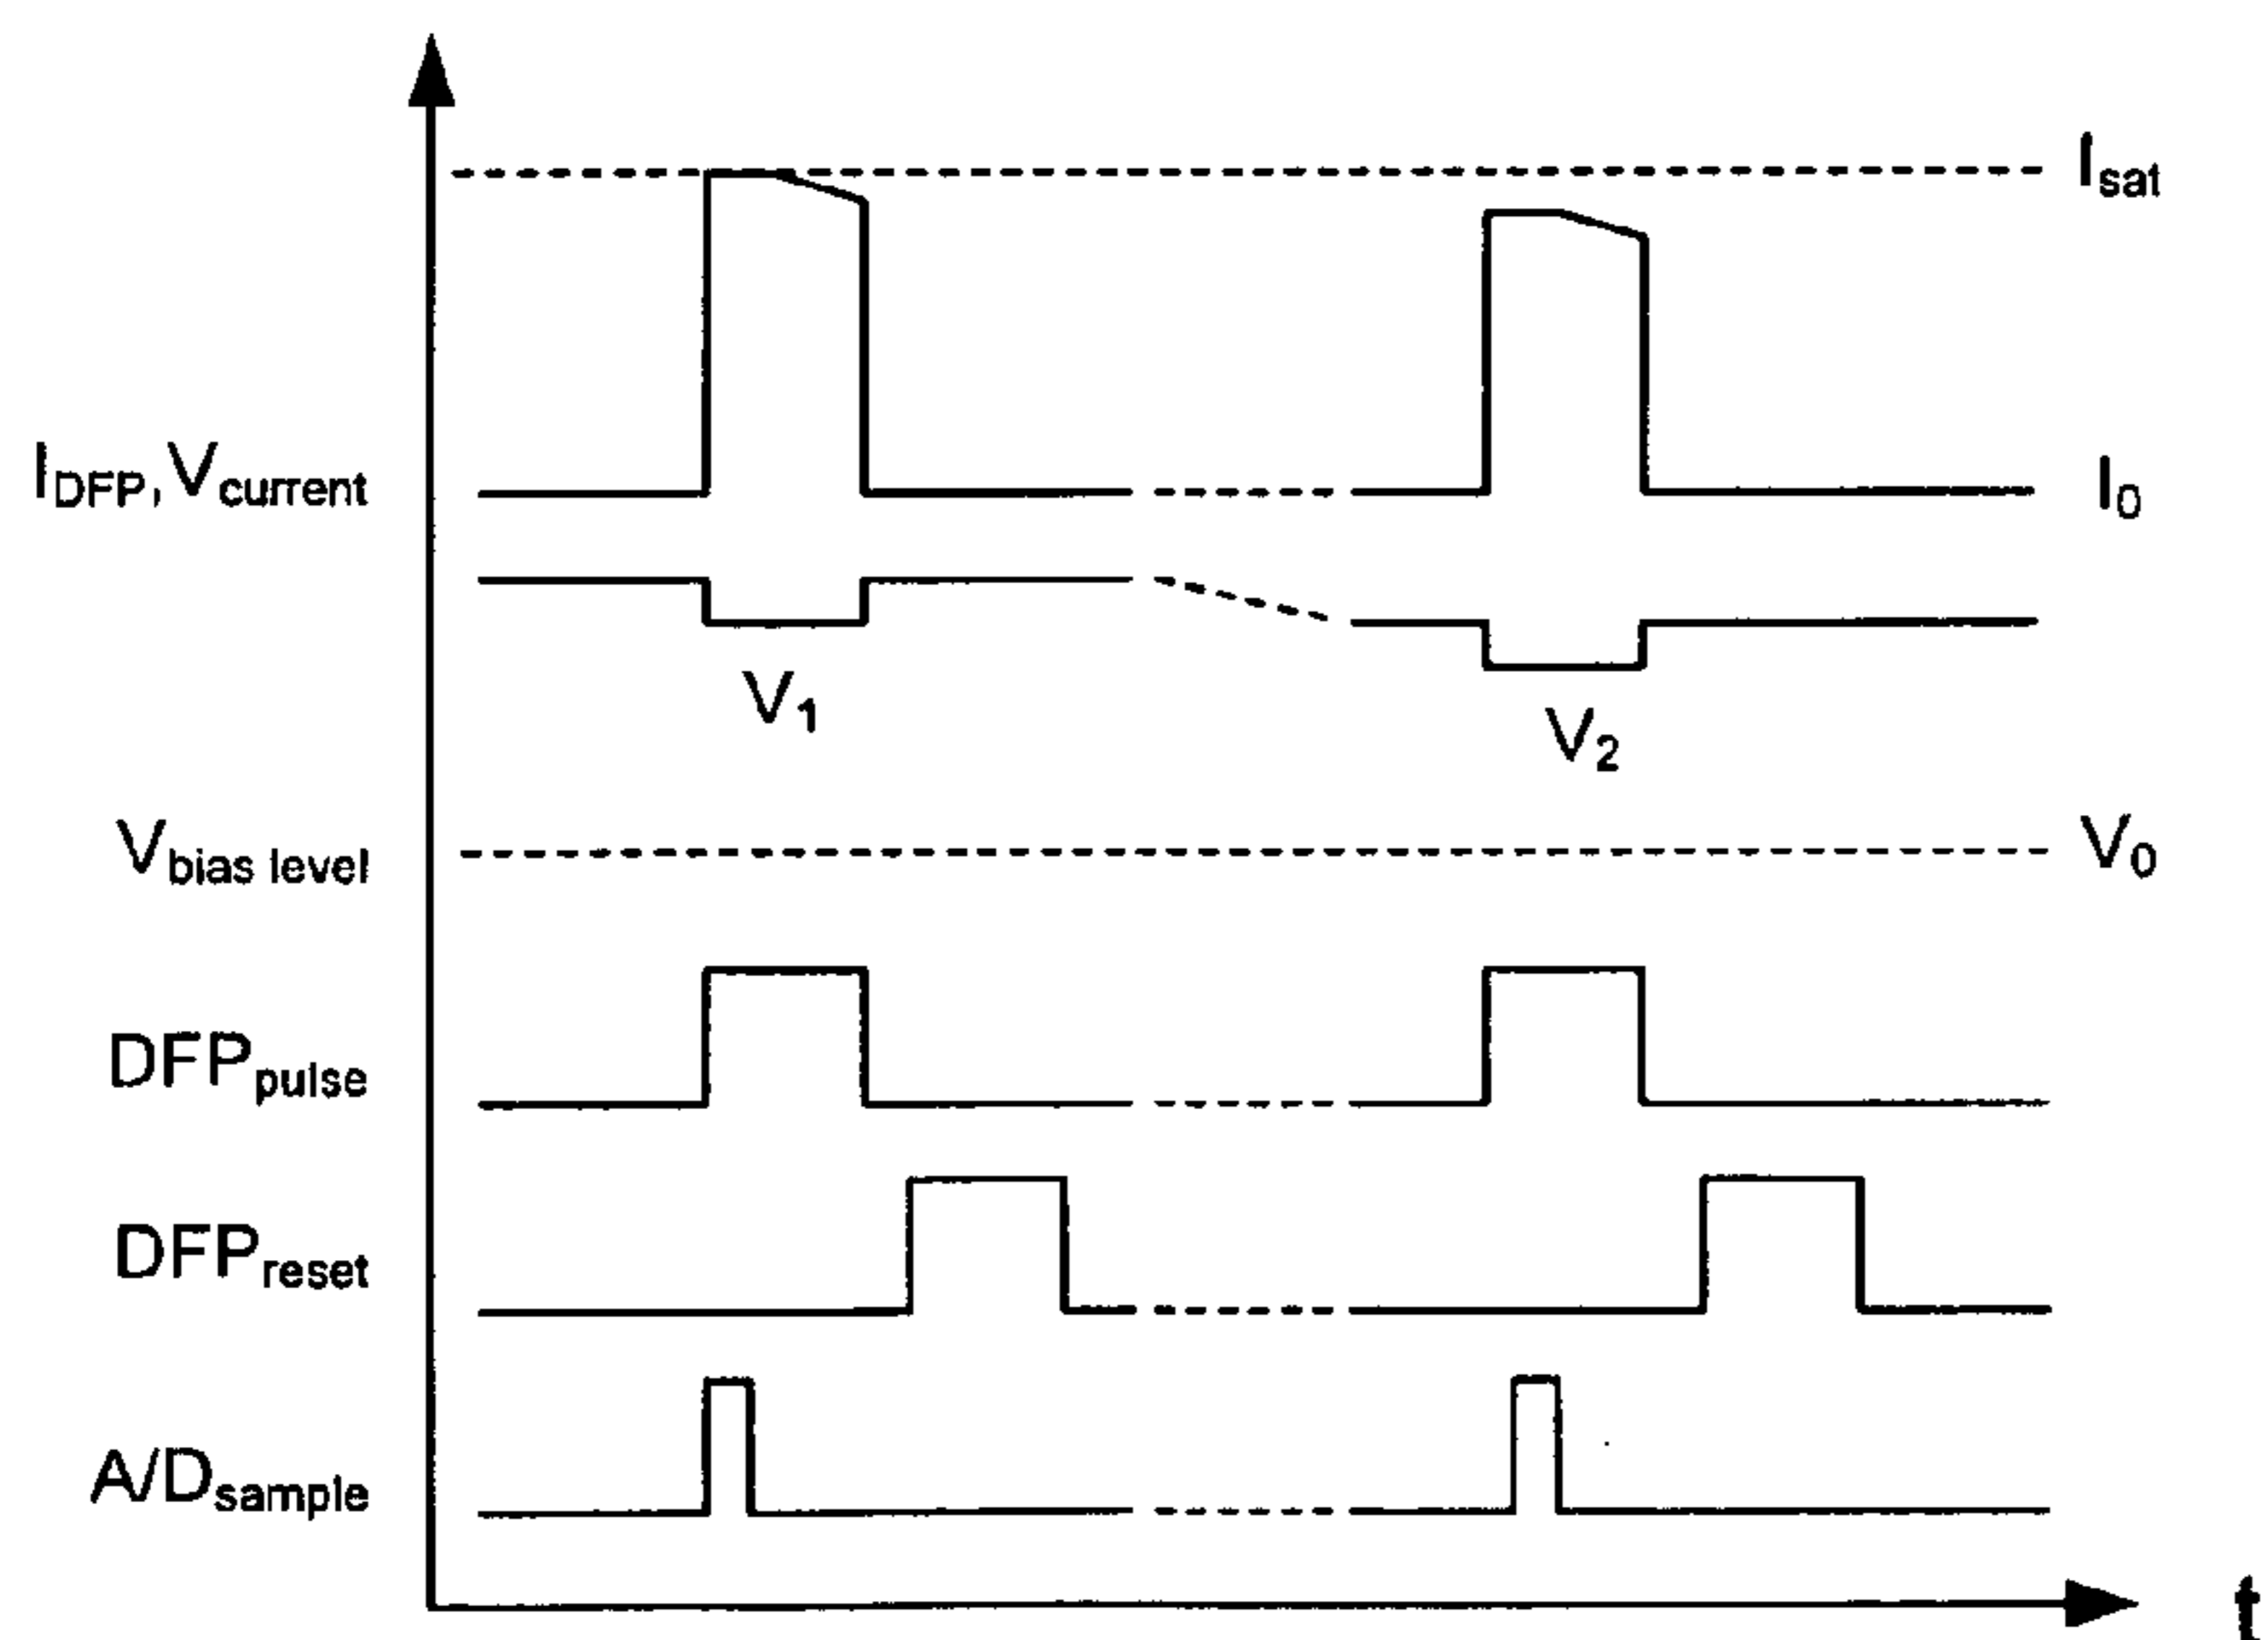 I_sat
I_DFP, V_current
I_0
V_1
V_2
V_bias level
V_0
DFP_pulse
DFP_reset
A/D_sample
t